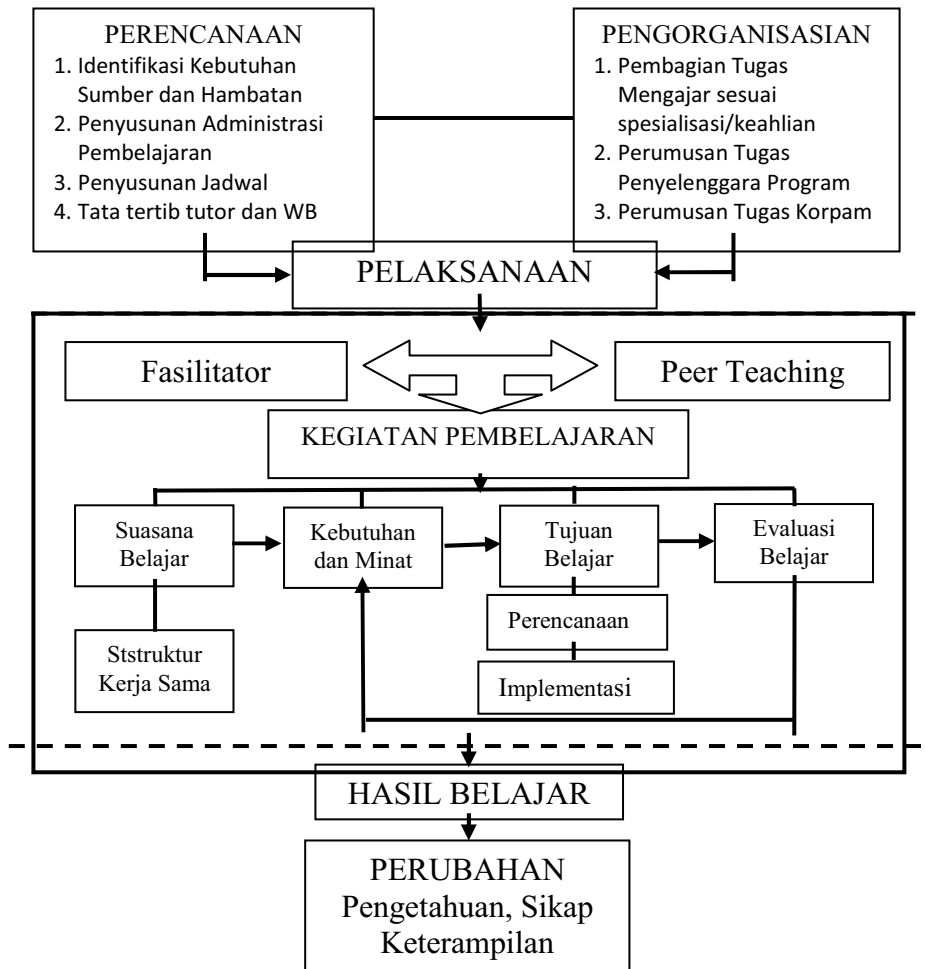 PERENCANAAN
1. Identifikasi Kebutuhan
Sumber dan Hambatan
2. Penyusunan Administrasi
Pembelajaran
3. Penyusunan Jadwal
4. Tata tertib tutor dan WB
PENGORGANISASIAN
1. Pembagian Tugas
Mengajar sesuai
spesialisasi/keahlian
2. Perumusan Tugas
Penyelenggara Program
3. Perumusan Tugas Korpam
PELAKSANAAN
Fasilitator
Peer Teaching
KEGIATAN PEMBELAJARAN
Suasana
Belajar
Kebutuhan
dan Minat
Tujuan
Belajar
Evaluasi
Belajar
Perencanaan
Ststruktur
Kerja Sama
Implementasi
HASIL BELAJAR
PERUBAHAN
Pengetahuan, Sikap
Keterampilan